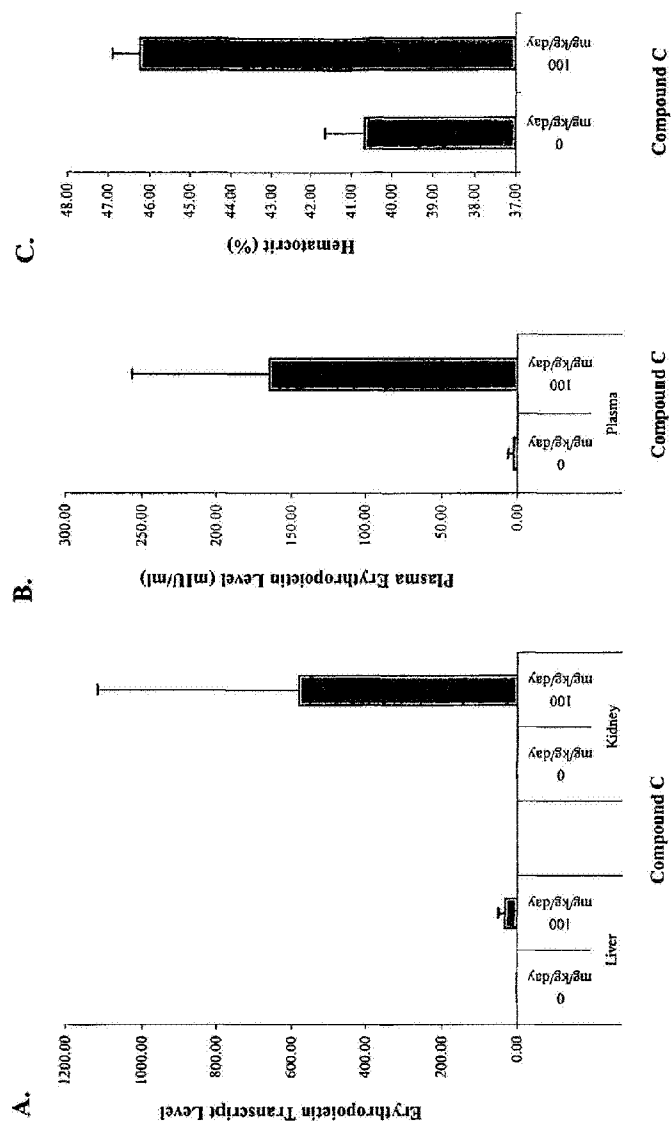 A.
Erythropoietin Transcript Level
1200.00
1000.00
800.00
600.00
400.00
200.00
0.00
0
mg/kg/day
100
mg/kg/day
0
mg/kg/day
100
mg/kg/day
Liver
Kidney
Compound C
B.
Plasma Erythropoietin Level (mIU/ml)
300.00
250.00
200.00
150.00
100.00
50.00
0.00
0
mg/kg/day
100
mg/kg/day
Plasma
Compound C
C.
Hematocrit (%)
48.00
47.00
46.00
45.00
44.00
43.00
42.00
41.00
40.00
39.00
38.00
37.00
0
mg/kg/day
100
mg/kg/day
Compound C